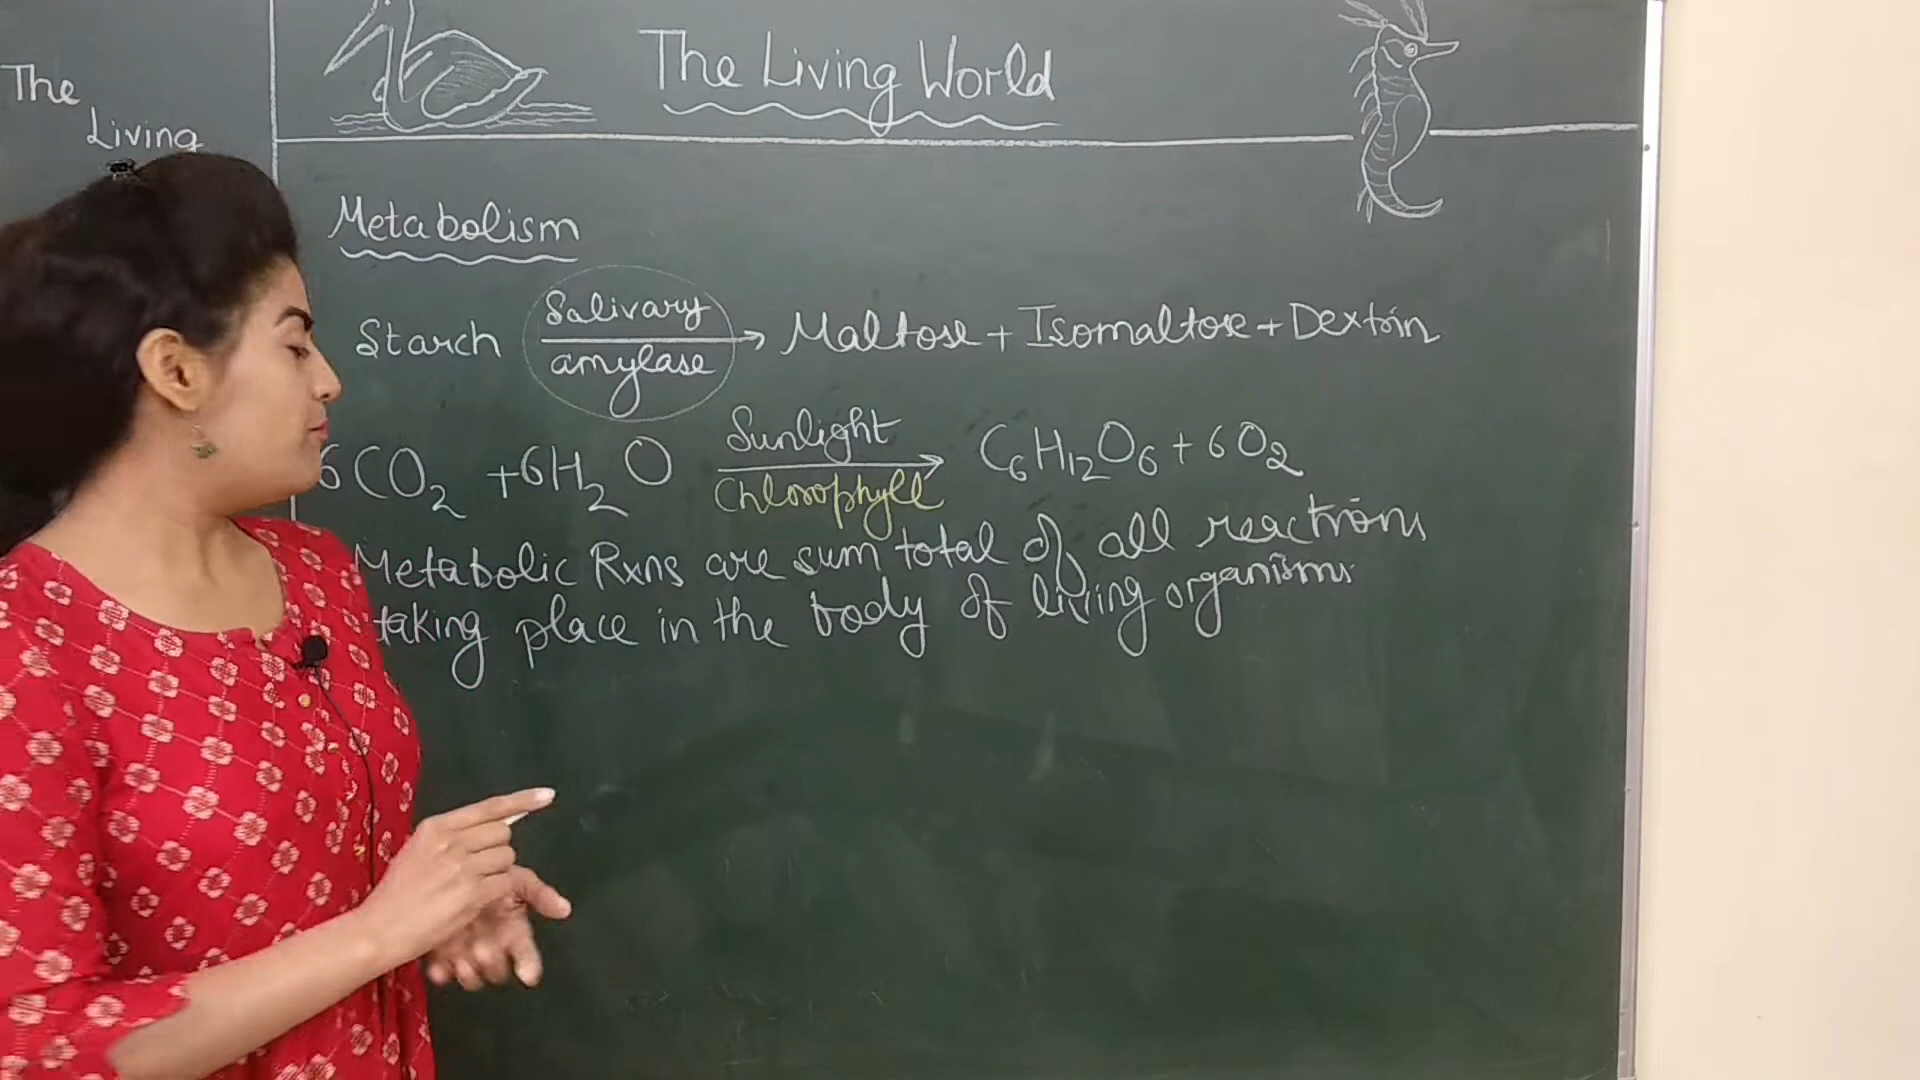 The
Living
The Living World
Metabolism
Starch Salivary amylase → Maltose + Isomaltose + Dextrin
6CO2 + 6H2O Sunlight Chlorophyll → C6H12O6 + 6O2
Metabolic Rxns are sum total of all reactions
taking place in the body of living organisms